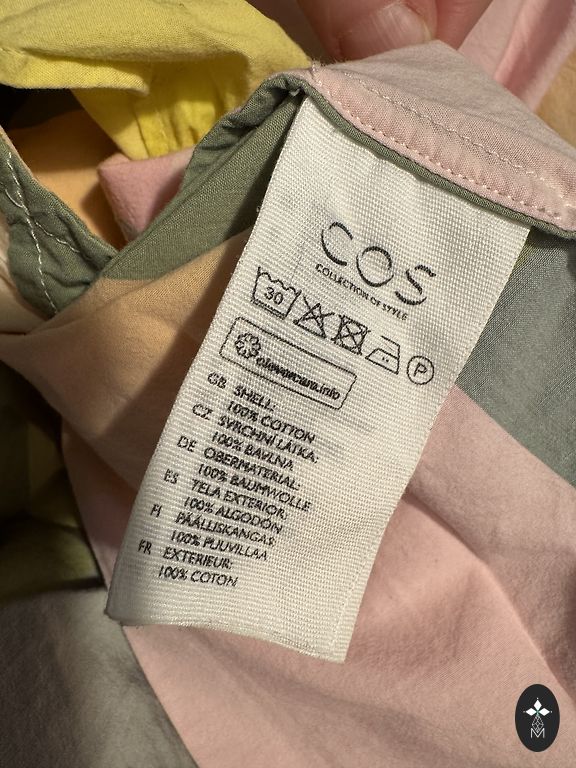 COS
COLLECTION OF STYLE
30
P
clevercare.info
GB SHELL:
100% COTTON
CZ SVRCHNÍ LÁTKA:
100% BAVLNA
DE OBERMATERIAL:
100% BAUMWOLLE
ES TELA EXTERIOR:
100% ALGODÓN
FI PÄÄLLISKANGAS:
100% PUUVILLAA
FR EXTERIEUR:
100% COTON
M